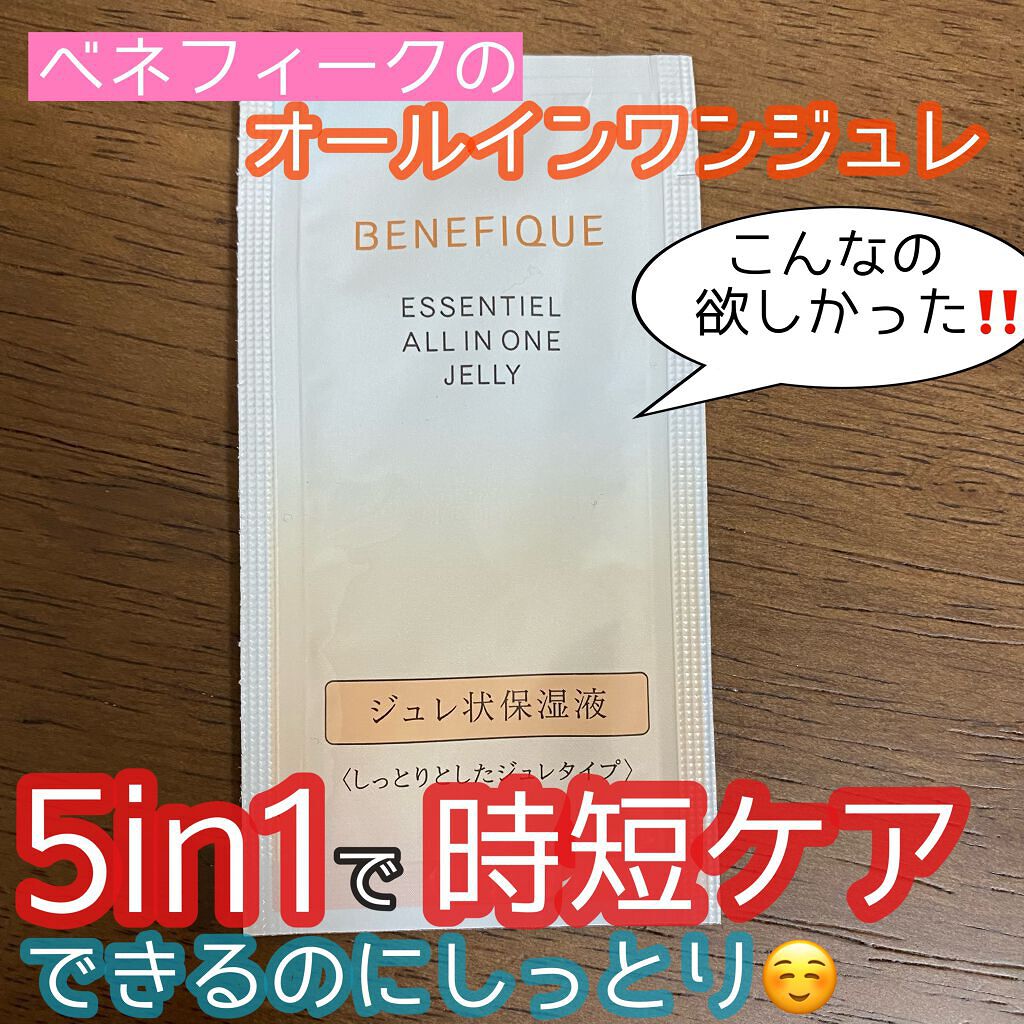 ベネフィークの
オールインワンジュレ
BENEFIQUE
ESSENTIEL
ALL IN ONE
JELLY
こんなの
欲しかった‼️
ジュレ状保湿液
〈しっとりとしたジュレタイプ〉
5in1で 時短ケア
できるのにしっとり☺️